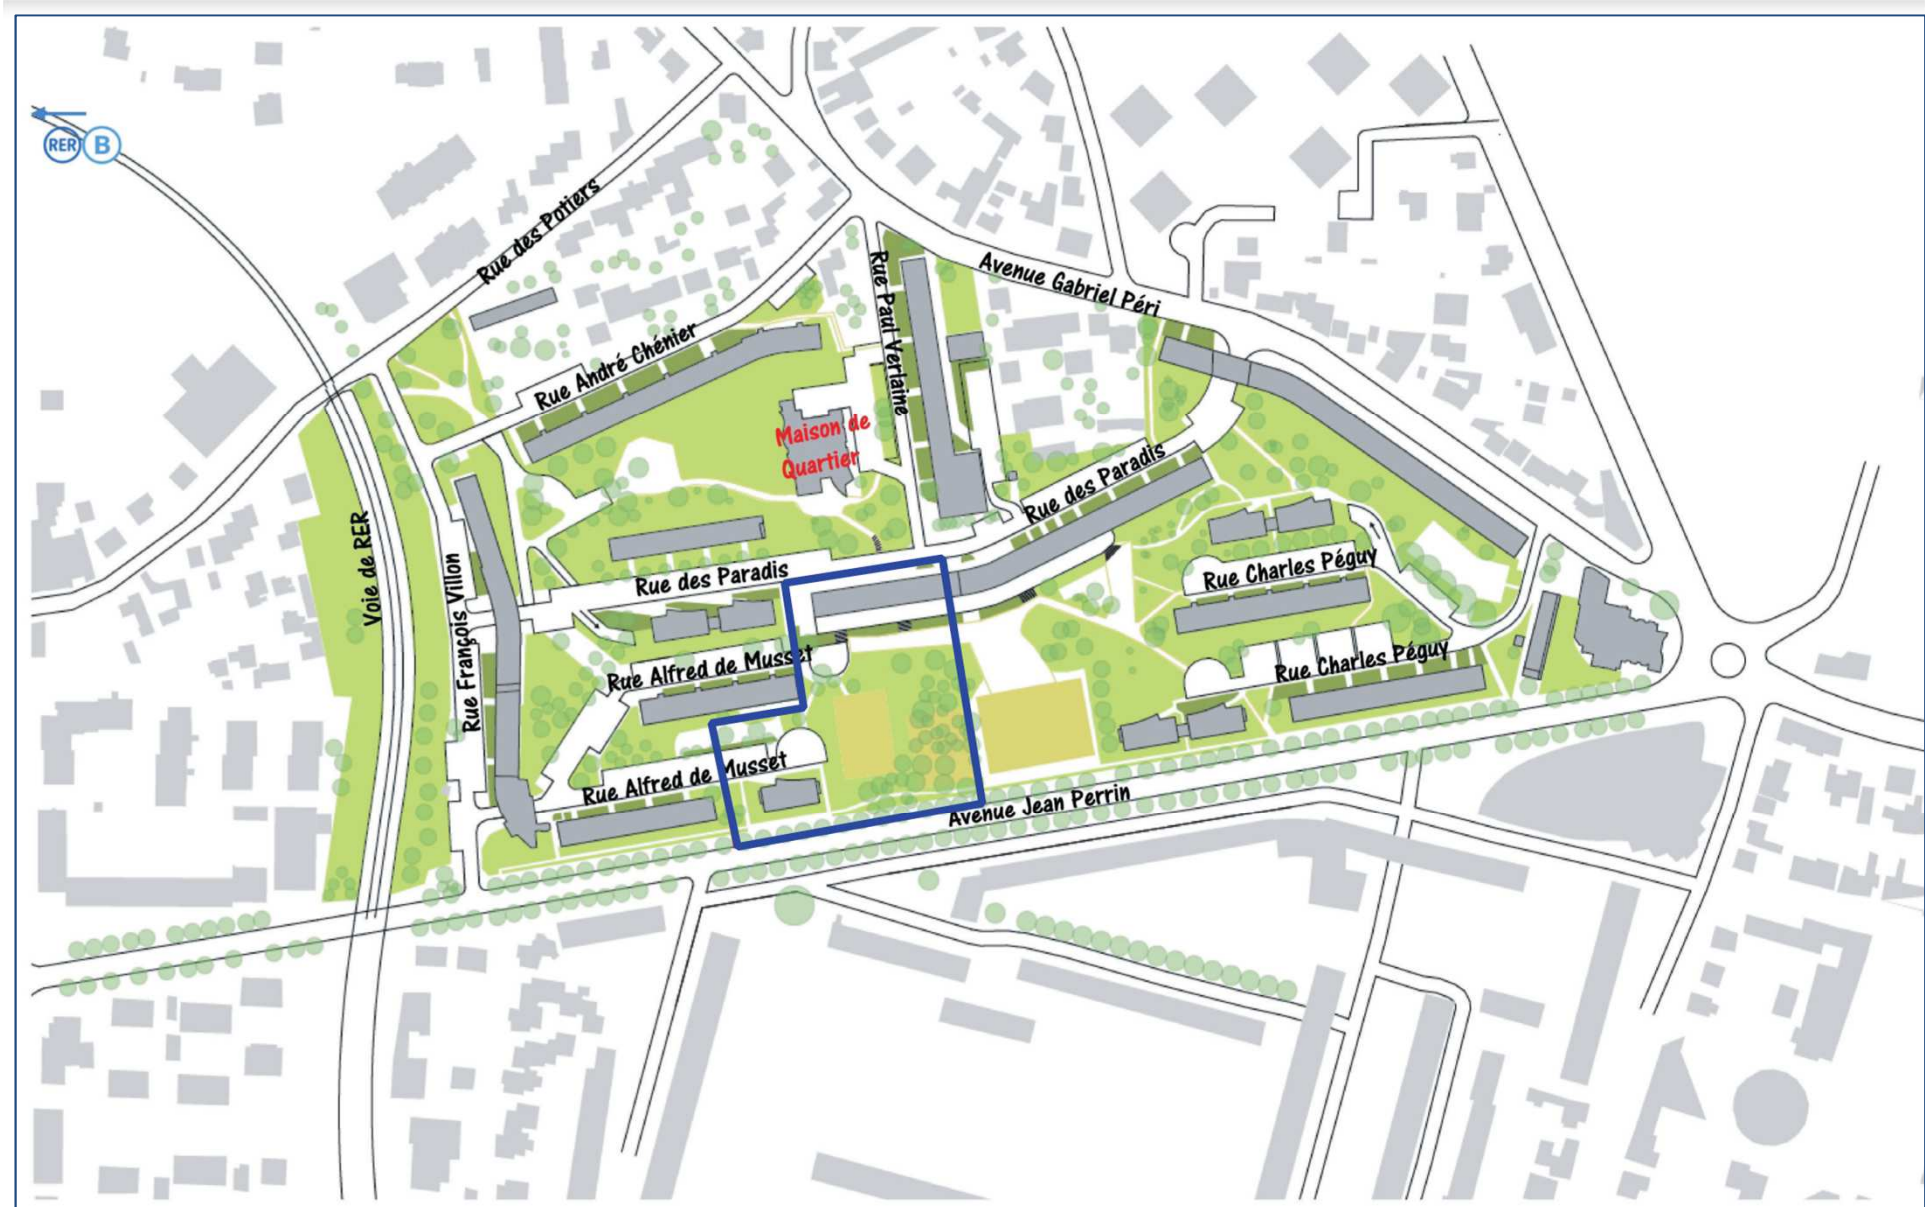 RER B
Rue des Potiers
Rue Paul Verlaine
Avenue Gabriel Péri
Rue André Chénier
Maison de
Quartier
Rue des Paradis
Voie de RER
Rue François Villon
Rue des Paradis
Rue Charles Péguy
Rue Alfred de Musset
Rue Charles Péguy
Rue Alfred de Musset
Avenue Jean Perrin